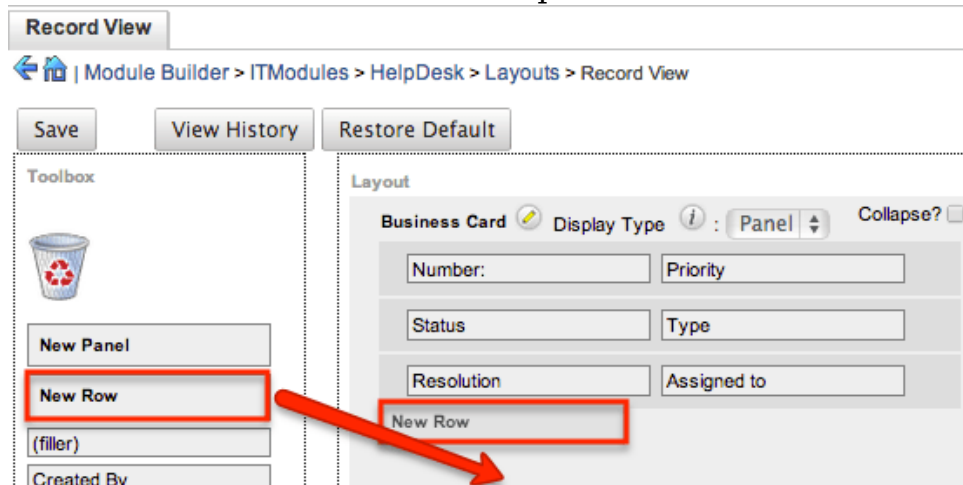 Record View
| Module Builder > ITModules > HelpDesk > Layouts > Record View
Save View History Restore Default
Toolbox
New Panel
New Row
(filler)
Created By
Layout
Business Card Display Type i : Panel Collapse?
Number: Priority
Status Type
Resolution Assigned to
New Row